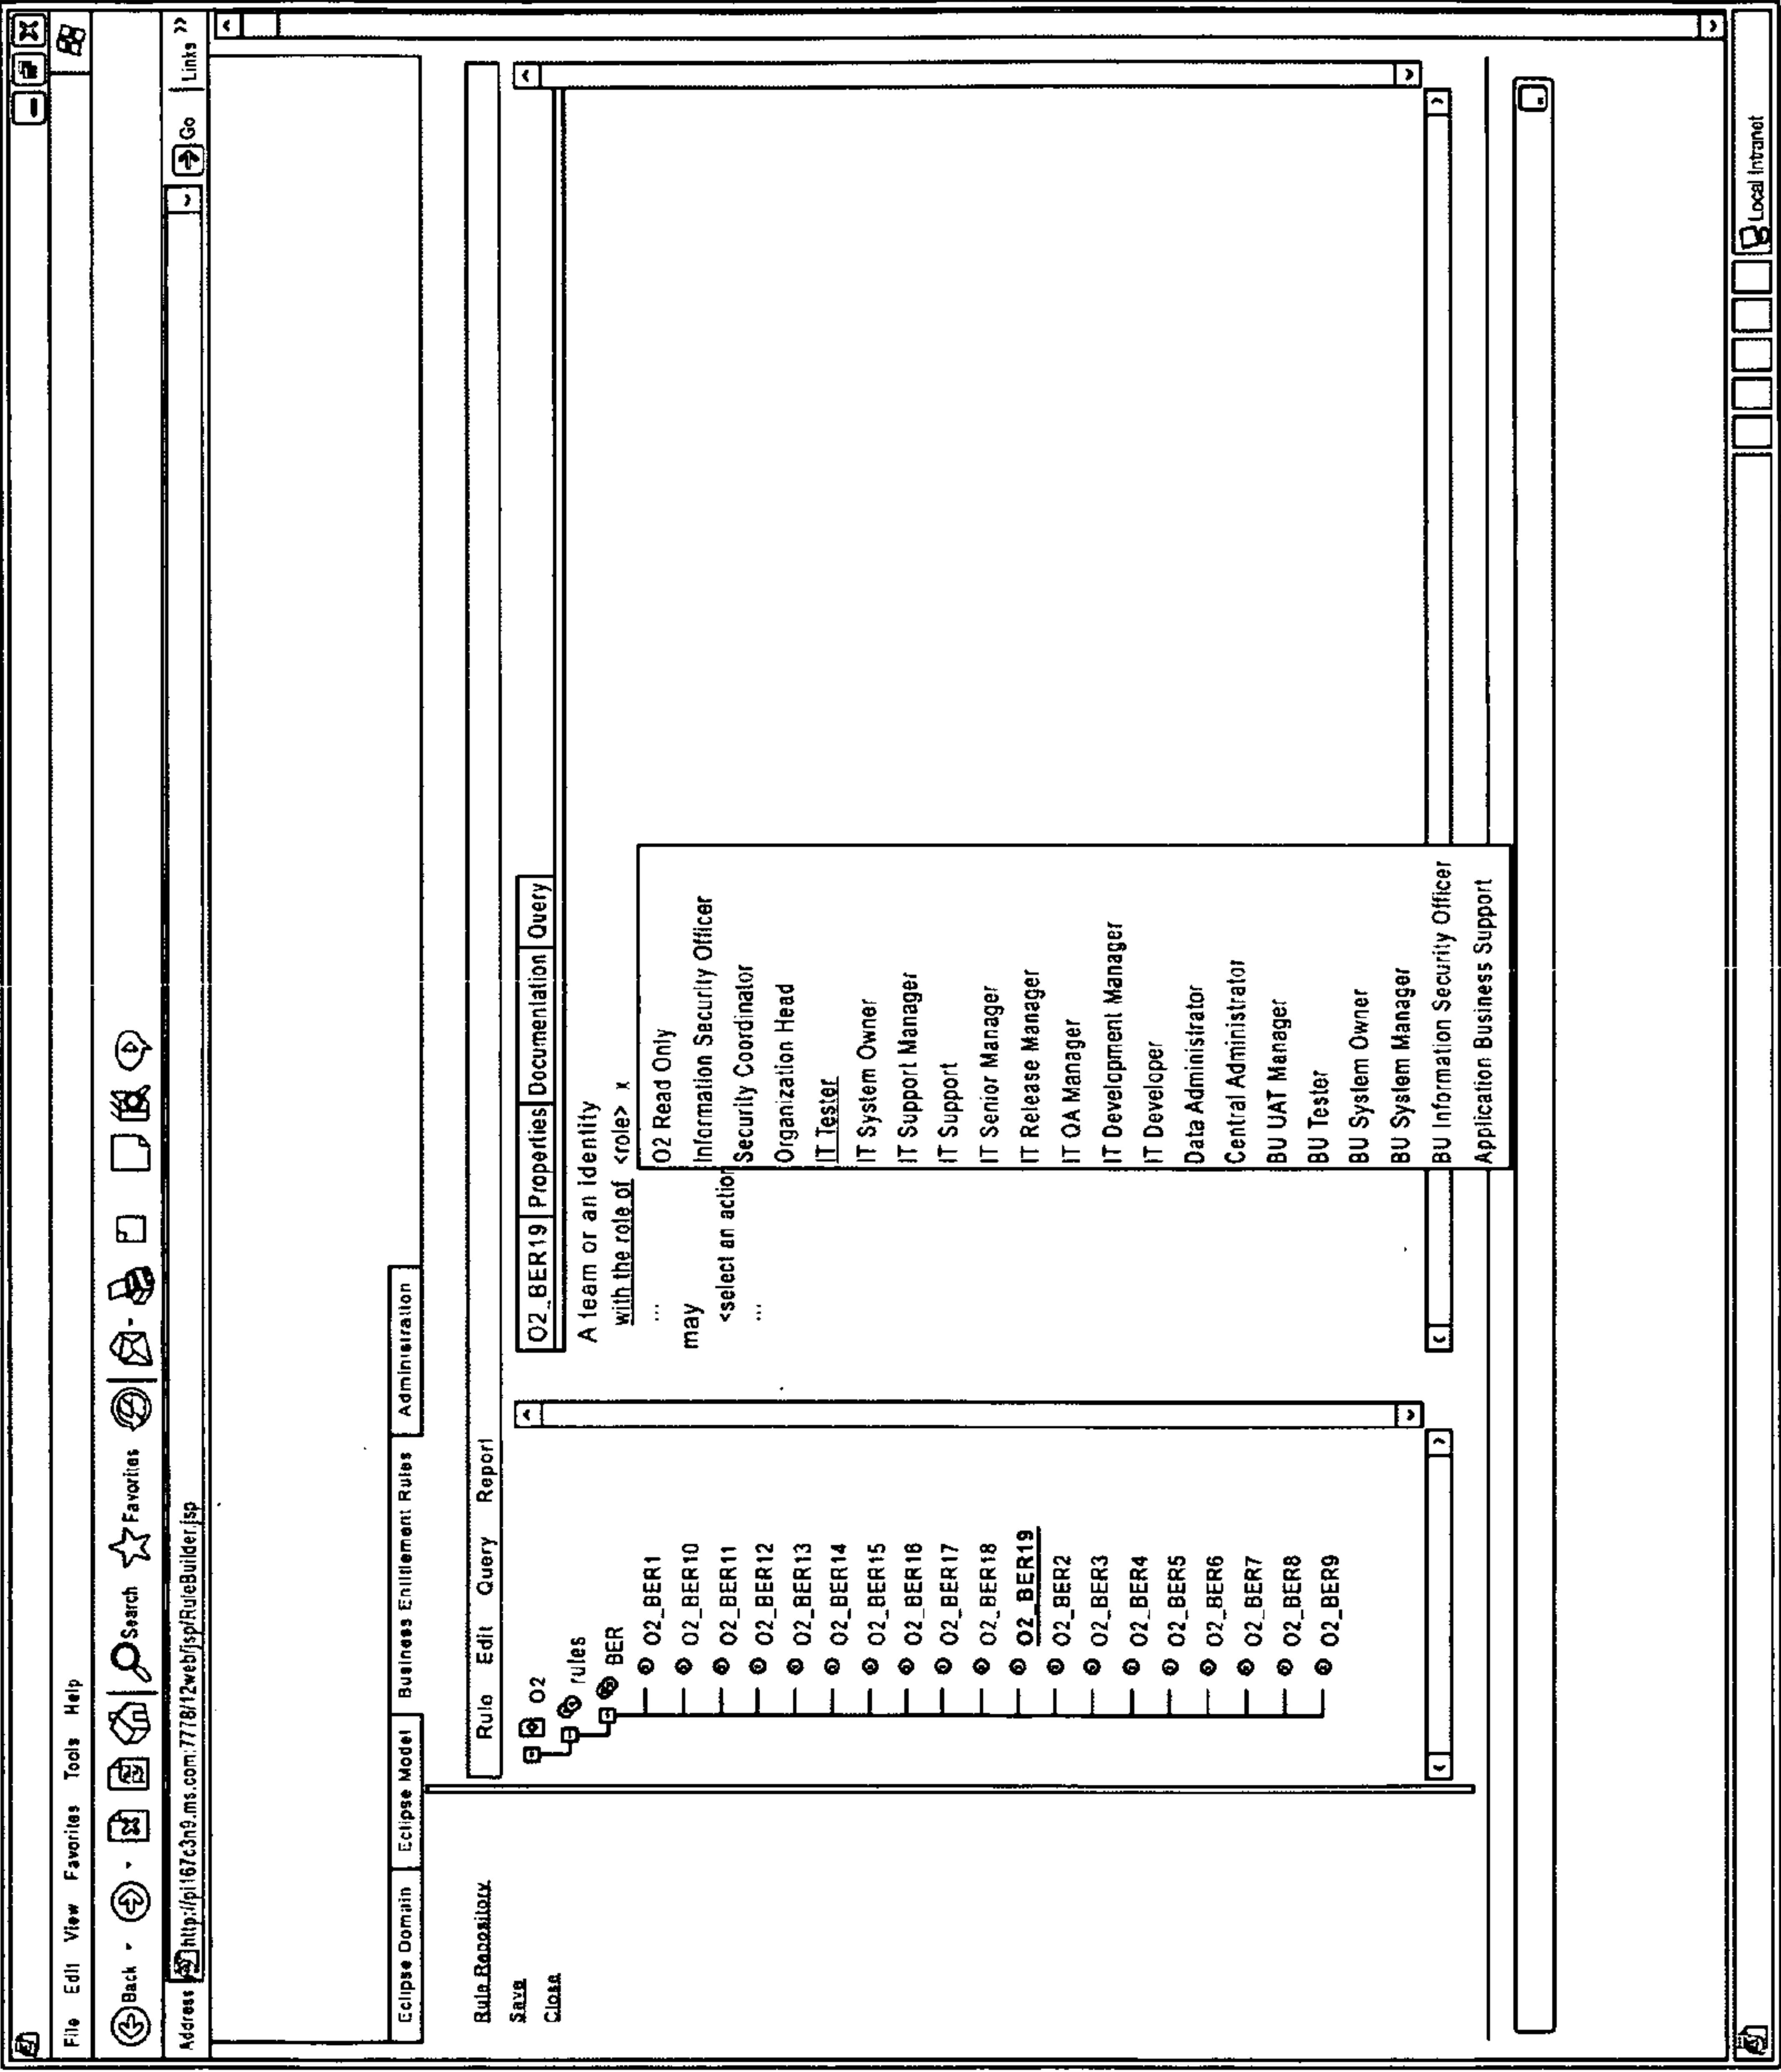 File Edit View Favorites Tools Help
Back Search Favorites
Address http://pi167c3n9.ms.com:7778/12web/jsp/RuleBuilder.jsp Go Links »
Eclipse Domain Eclipse Model Business Entitlement Rules Administration
Rule Repository
Save
Close
Rule Edit Query Report
O2
rules
BER
O2_BER1
O2_BER10
O2_BER11
O2_BER12
O2_BER13
O2_BER14
O2_BER15
O2_BER16
O2_BER17
O2_BER18
O2_BER19
O2_BER2
O2_BER3
O2_BER4
O2_BER5
O2_BER6
O2_BER7
O2_BER8
O2_BER9
O2_BER19 Properties Documentation Query
A team or an identity
with the role of <role> x
...
may
<select an action
...
O2 Read Only
Information Security Officer
Security Coordinator
Organization Head
IT Tester
IT System Owner
IT Support Manager
IT Support
IT Senior Manager
IT Release Manager
IT QA Manager
IT Development Manager
IT Developer
Data Administrator
Central Administrator
BU UAT Manager
BU Tester
BU System Owner
BU System Manager
BU Information Security Officer
Application Business Support
Local Intranet